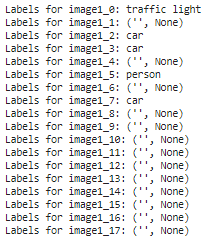 Labels for image1_0: traffic light
Labels for image1_1: ('', None)
Labels for image1_2: car
Labels for image1_3: car
Labels for image1_4: ('', None)
Labels for image1_5: person
Labels for image1_6: ('', None)
Labels for image1_7: car
Labels for image1_8: ('', None)
Labels for image1_9: ('', None)
Labels for image1_10: ('', None)
Labels for image1_11: ('', None)
Labels for image1_12: ('', None)
Labels for image1_13: ('', None)
Labels for image1_14: ('', None)
Labels for image1_15: ('', None)
Labels for image1_16: ('', None)
Labels for image1_17: ('', None)